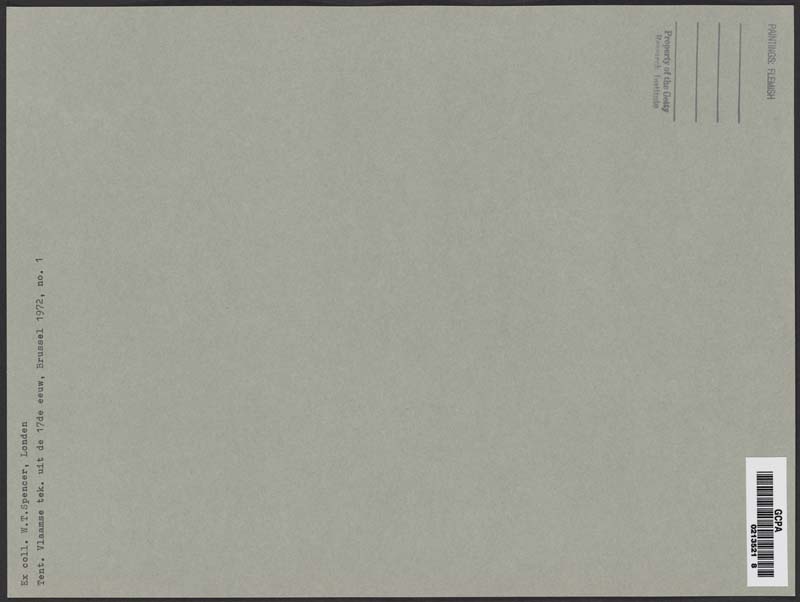 PAINTINGS: FLEMISH
Property of the Getty
Research Institute
Ex coll. W.T.Spencer, Londen
Tent. Vlaamse tek. uit de 17de eeuw, Brussel 1972, no. 1
GCPA
0213521 8